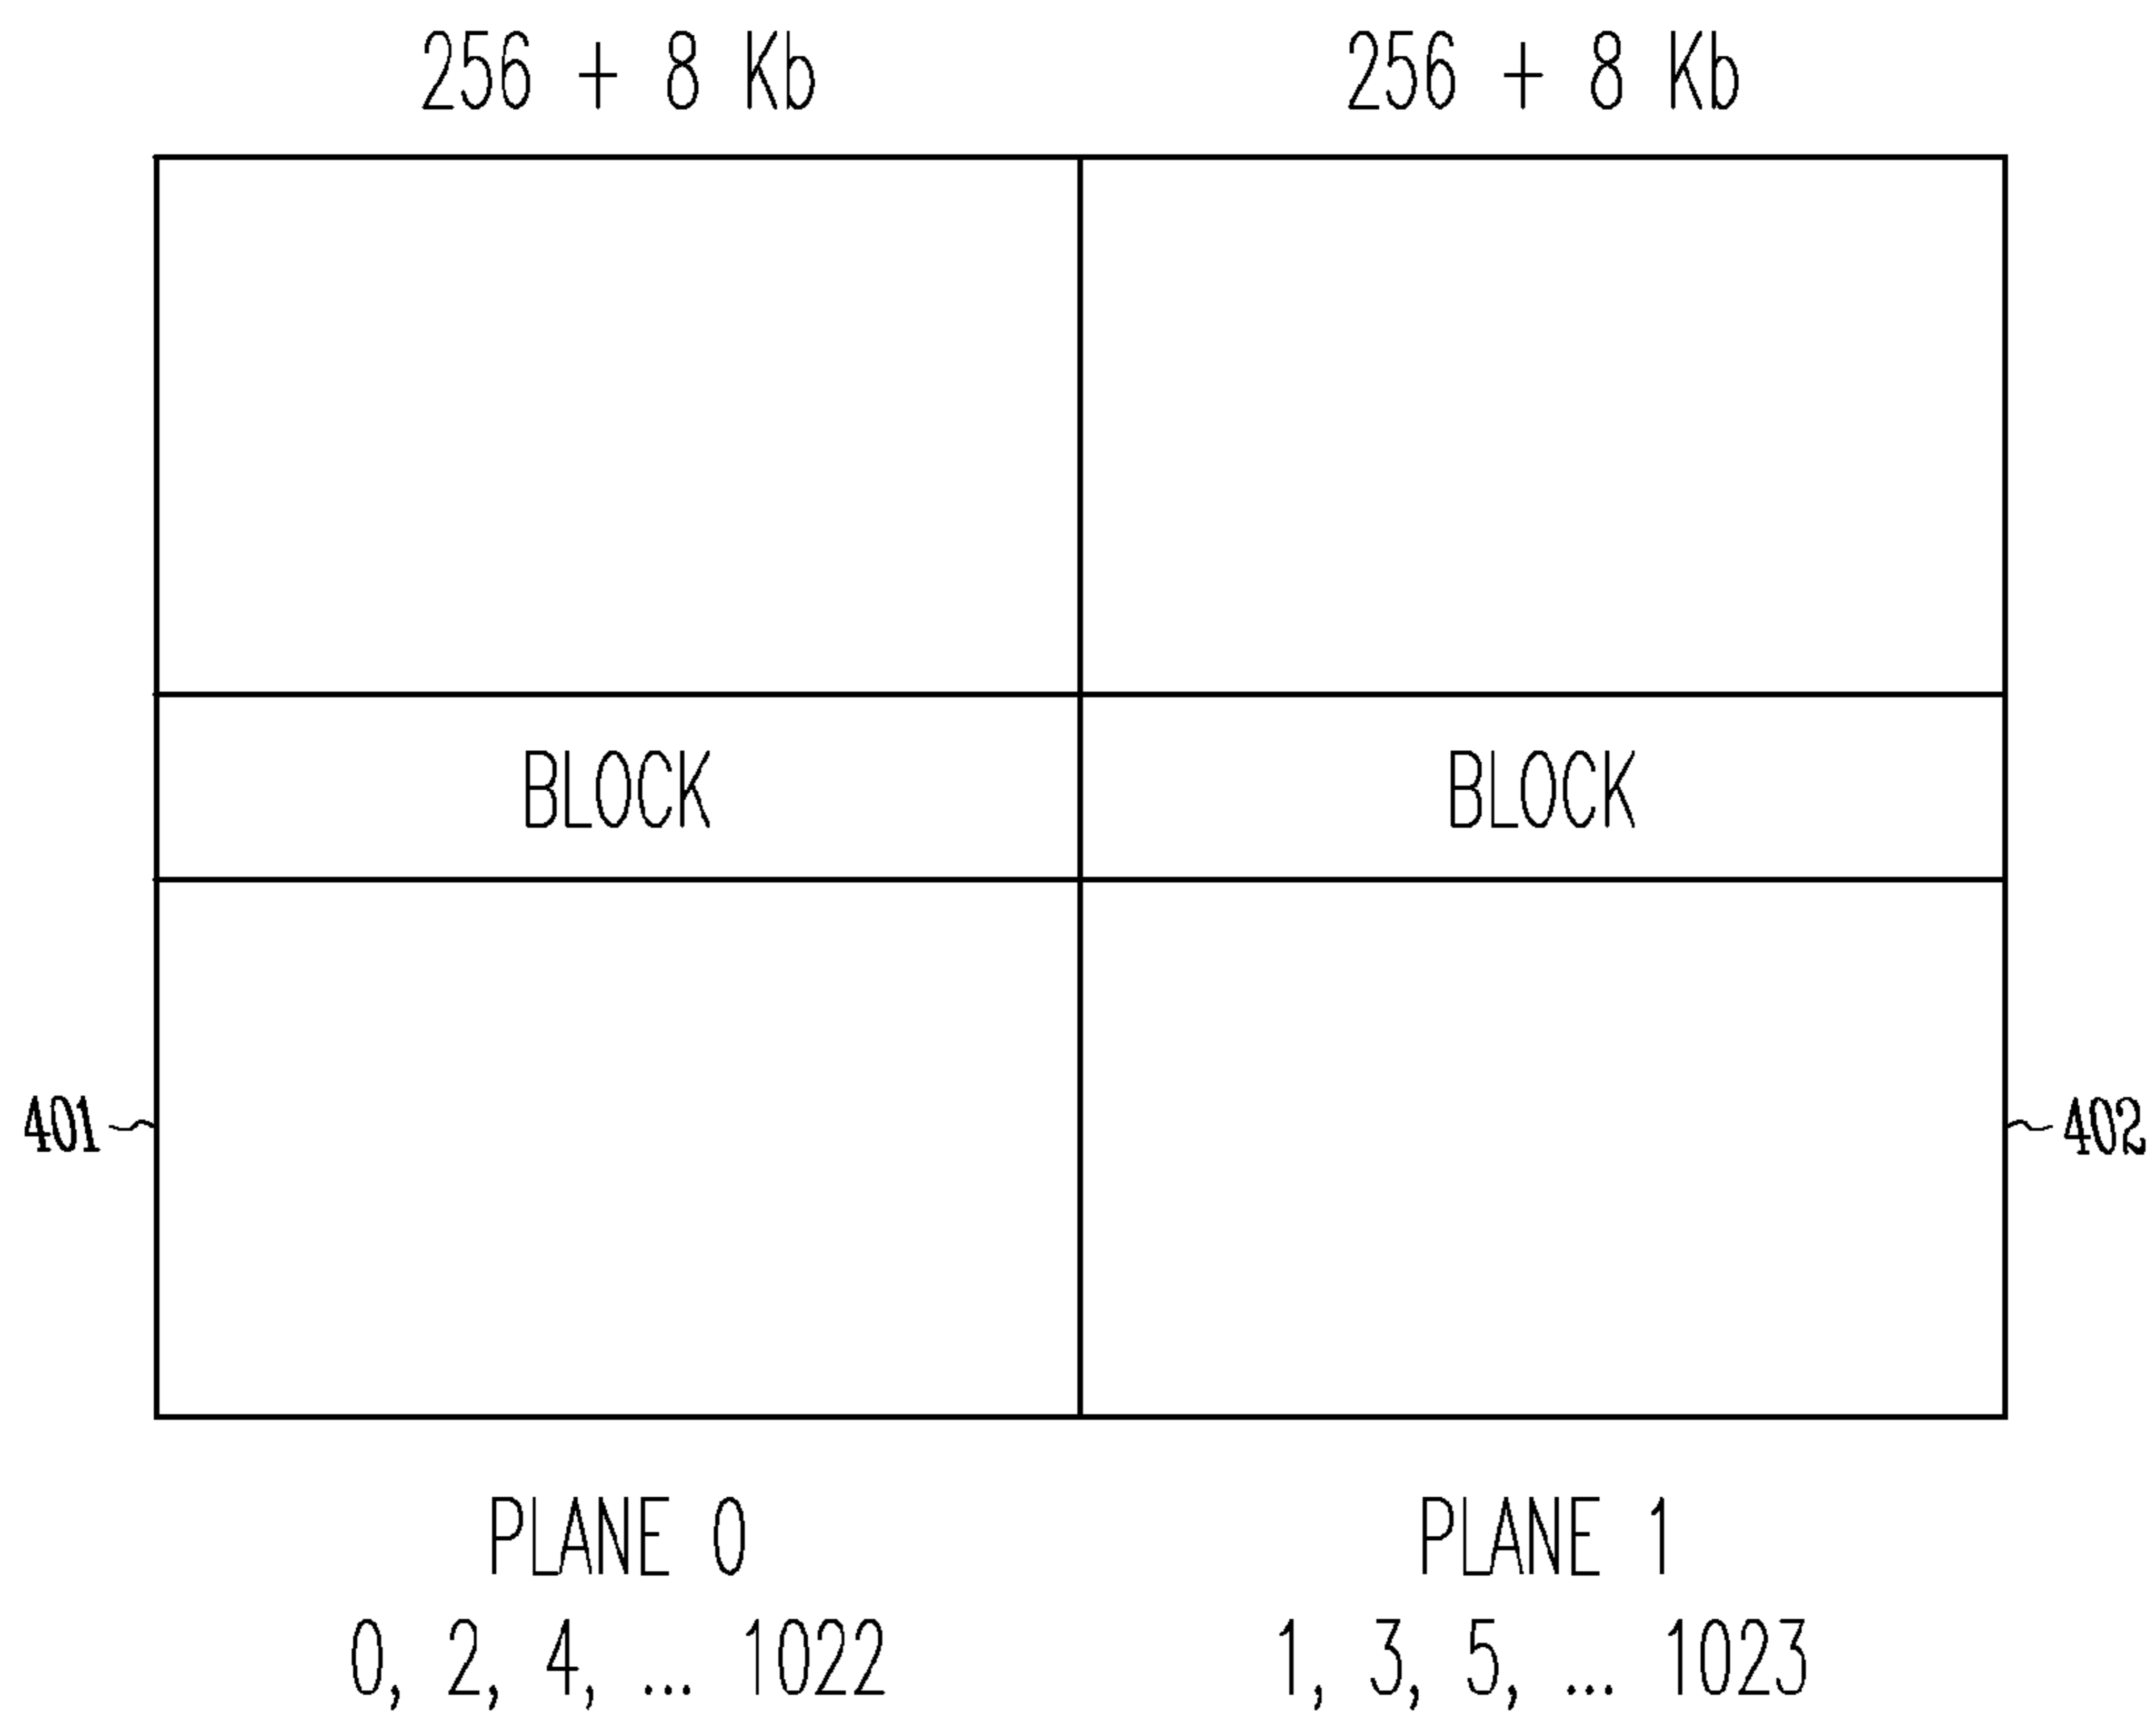 256 + 8 Kb 256 + 8 Kb
BLOCK BLOCK
401 402
PLANE 0 PLANE 1
0, 2, 4, ... 1022 1, 3, 5, ... 1023